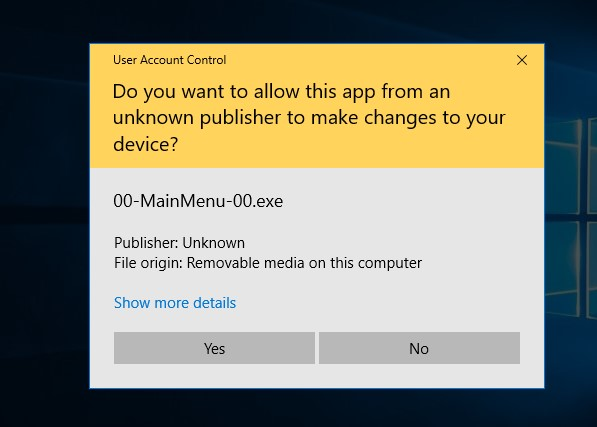 User Account Control
Do you want to allow this app from an
unknown publisher to make changes to your
device?
00-MainMenu-00.exe
Publisher: Unknown
File origin: Removable media on this computer
Show more details
Yes
No